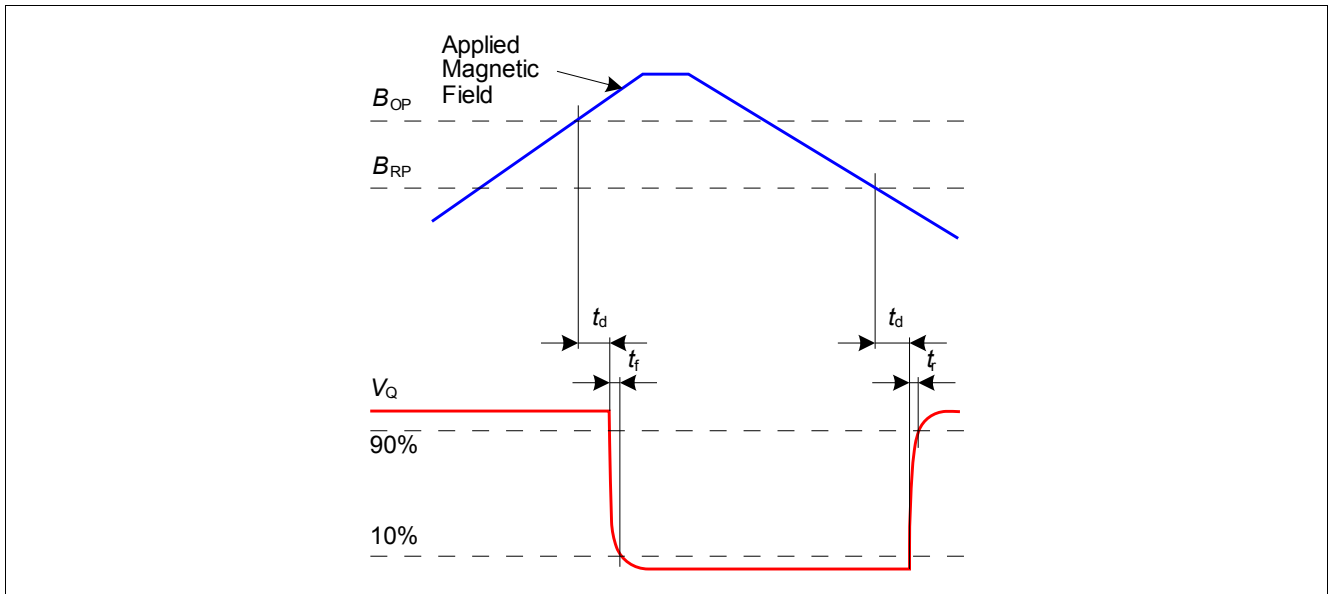 Applied
Magnetic
Field
BOP
BRP
td
td
tf
tr
VQ
90%
10%